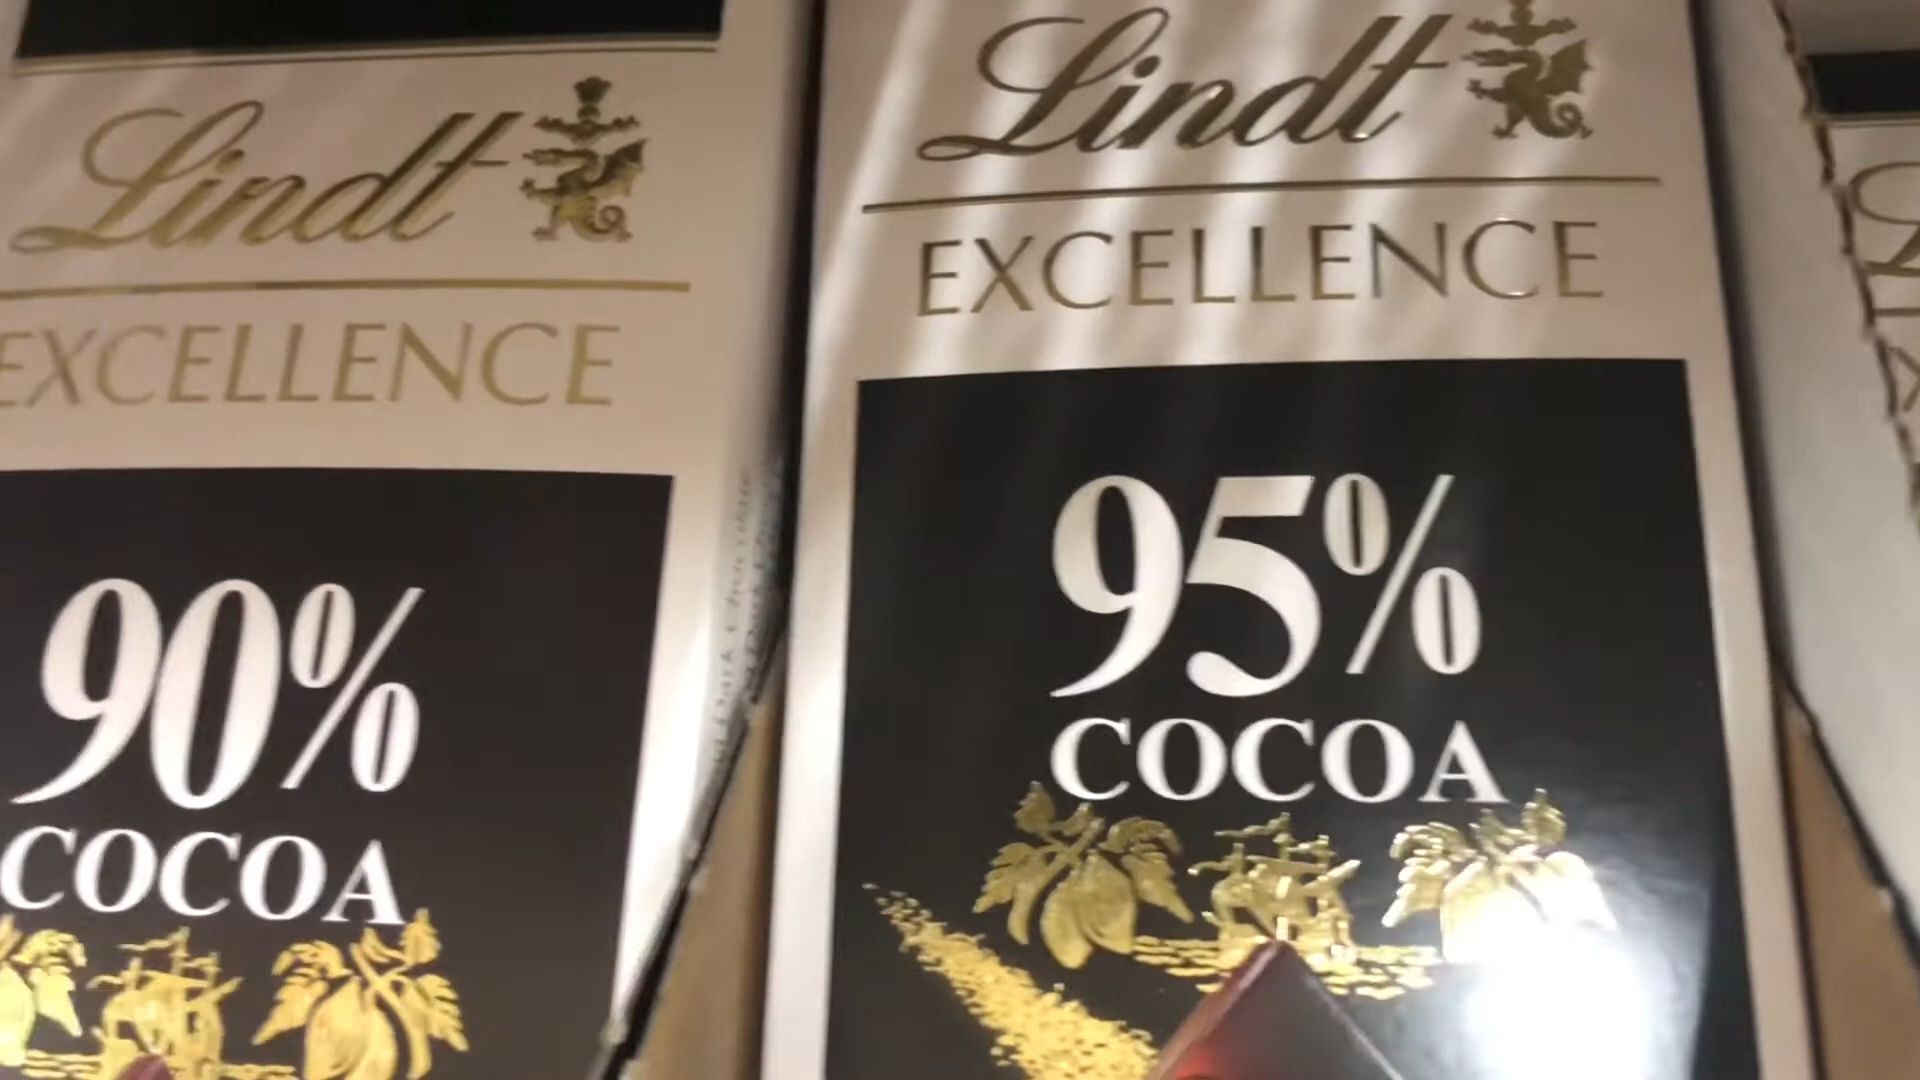 Lindt
EXCELLENCE
90%
COCOA
Lindt
EXCELLENCE
95%
COCOA